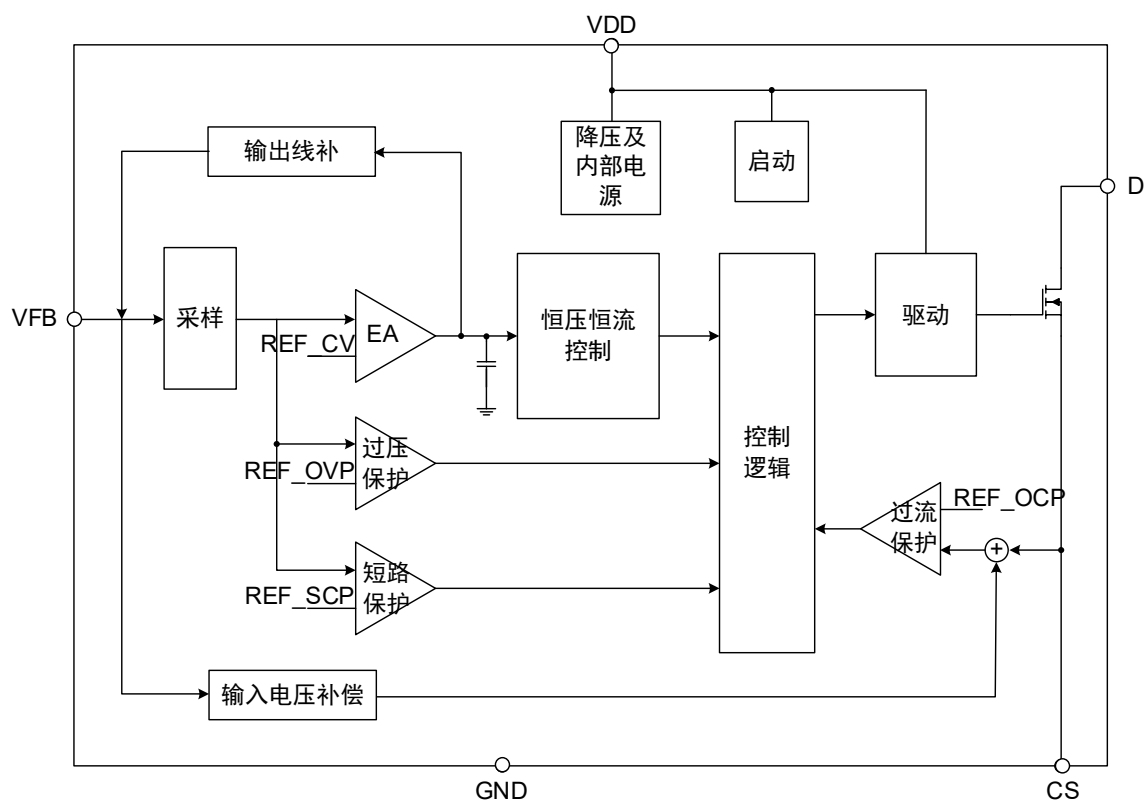 VDD
输出线补
降压及
内部电
源
启动
D
VFB
采样
REF_CV
EA
恒压恒流
控制
驱动
REF_OVP
过压
保护
控制
逻辑
过流
保护
REF_OCP
+
REF_SCP
短路
保护
输入电压补偿
GND
CS